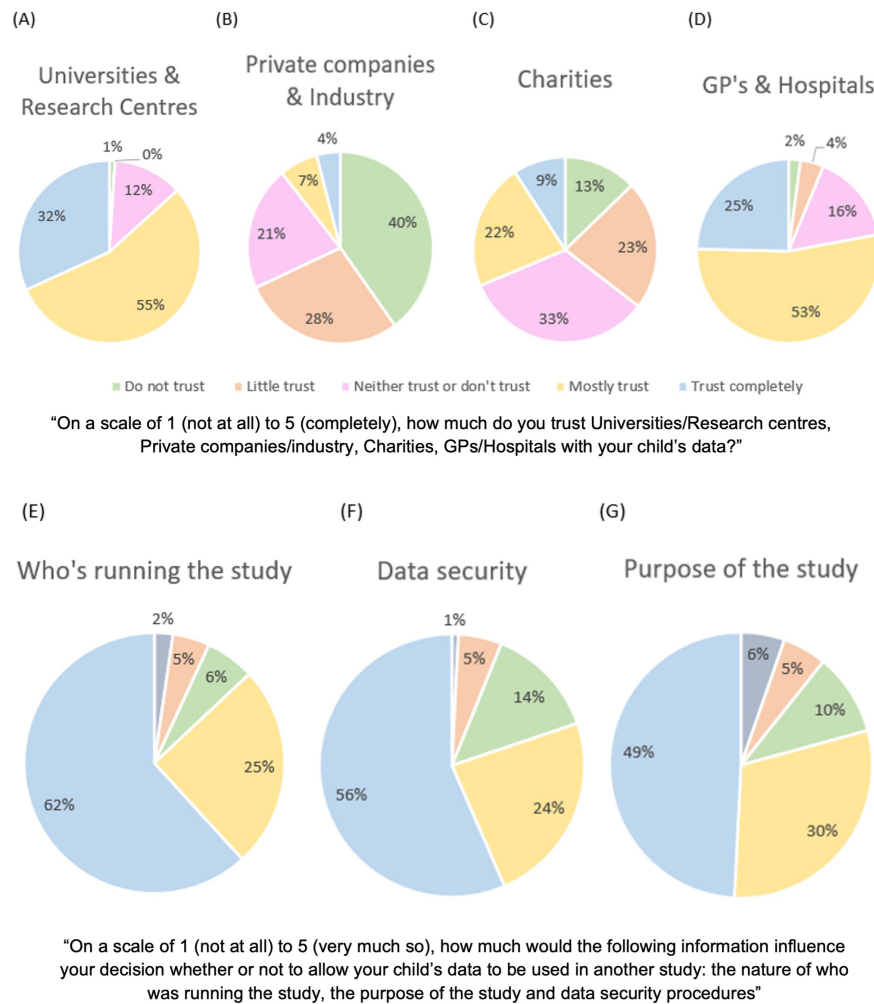 (A)
(B)
(C)
(D)
Universities &
Research Centres
Private companies
& Industry
Charities
GP's & Hospitals
1%
0%
12%
55%
32%
4%
7%
40%
21%
28%
9%
13%
22%
23%
33%
2%
4%
25%
16%
53%
Do not trust
Little trust
Neither trust or don't trust
Mostly trust
Trust completely
“On a scale of 1 (not at all) to 5 (completely), how much do you trust Universities/Research centres,
Private companies/industry, Charities, GPs/Hospitals with your child’s data?”
(E)
(F)
(G)
Who's running the study
Data security
Purpose of the study
2%
5%
6%
25%
62%
1%
5%
14%
24%
56%
6%
5%
10%
30%
49%
“On a scale of 1 (not at all) to 5 (very much so), how much would the following information influence
your decision whether or not to allow your child’s data to be used in another study: the nature of who
was running the study, the purpose of the study and data security procedures”